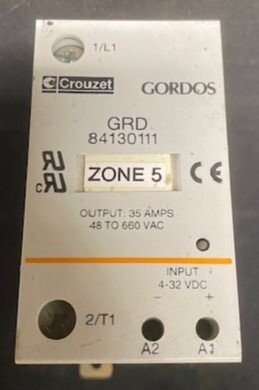 1/L1
Crouzet GORDOS
GRD
84130111
ZONE 5
c
OUTPUT: 35 AMPS
48 TO 660 VAC
INPUT
4-32 VDC
- +
2/T1
A2 A1